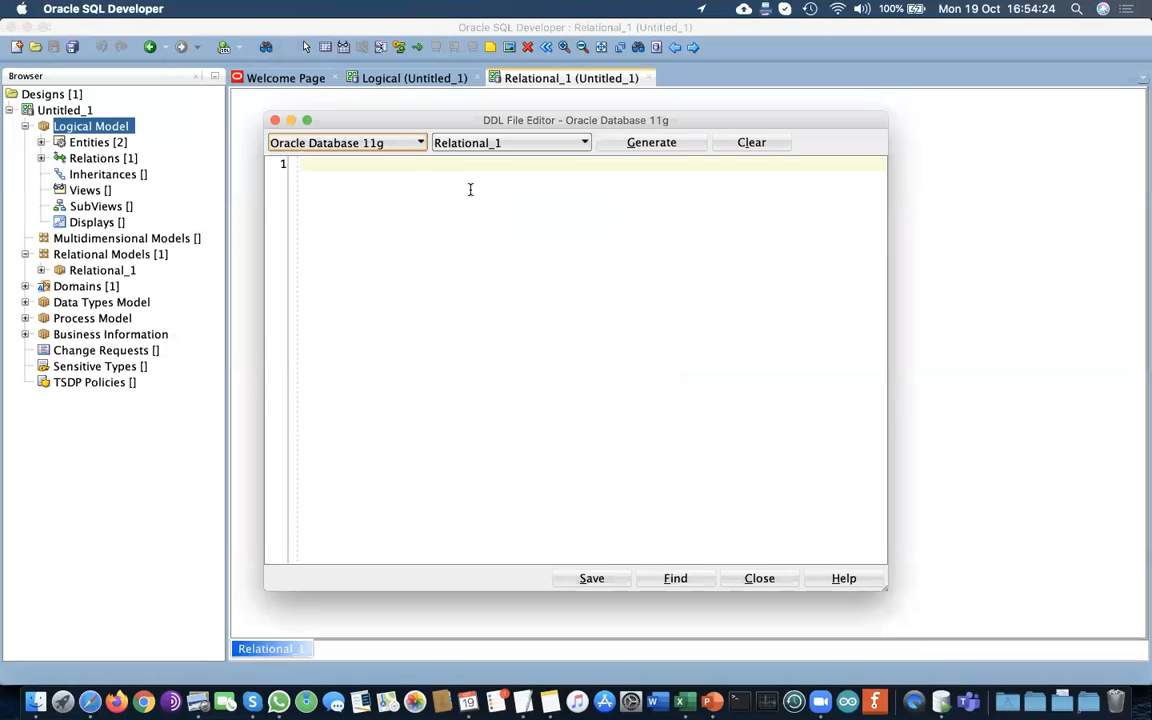 Oracle SQL Developer
100%
Mon 19 Oct 16:54:24
Oracle SQL Developer : Relational_1 (Untitled_1)
Browser
Welcome Page
Logical (Untitled_1)
Relational_1 (Untitled_1)
Designs [1]
Untitled_1
Logical Model
Entities [2]
Relations [1]
Inheritances []
Views []
SubViews []
Displays []
Multidimensional Models []
Relational Models [1]
Relational_1
Domains [1]
Data Types Model
Process Model
Business Information
Change Requests []
Sensitive Types []
TSDP Policies []
DDL File Editor - Oracle Database 11g
Oracle Database 11g
Relational_1
Generate
Clear
1
Save
Find
Close
Help
Relational_1